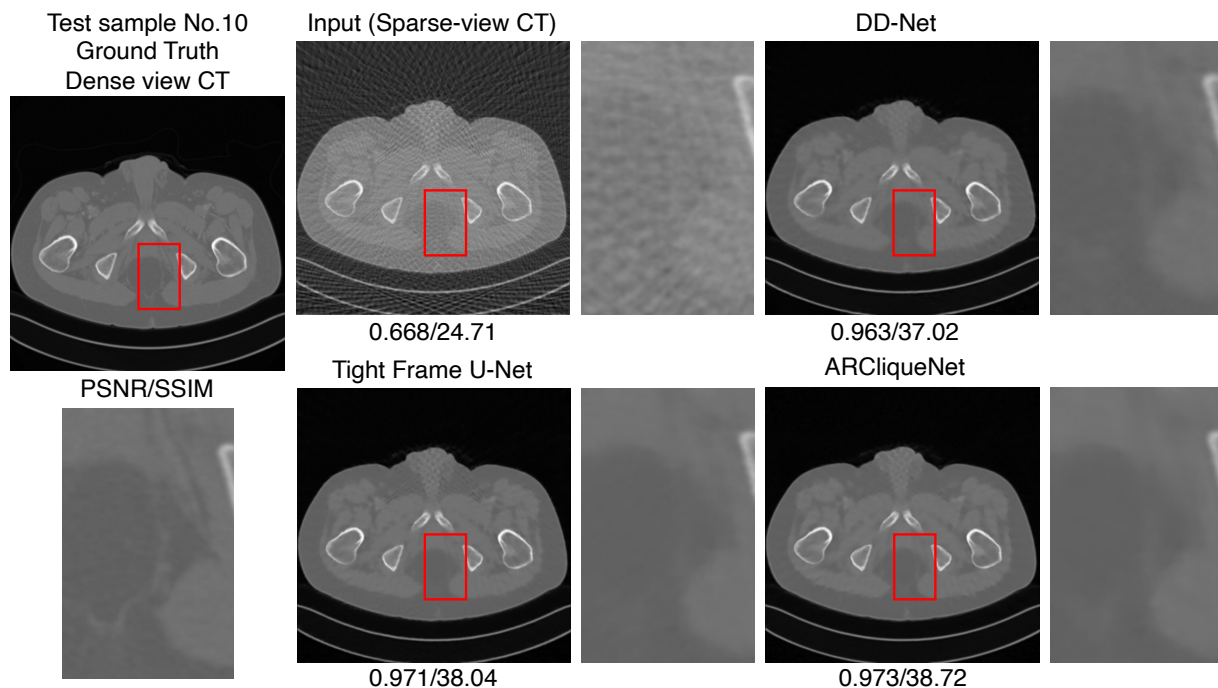 Test sample No.10
Ground Truth
Dense view CT
PSNR/SSIM
Input (Sparse-view CT)
0.668/24.71
DD-Net
0.963/37.02
Tight Frame U-Net
0.971/38.04
ARCliqueNet
0.973/38.72